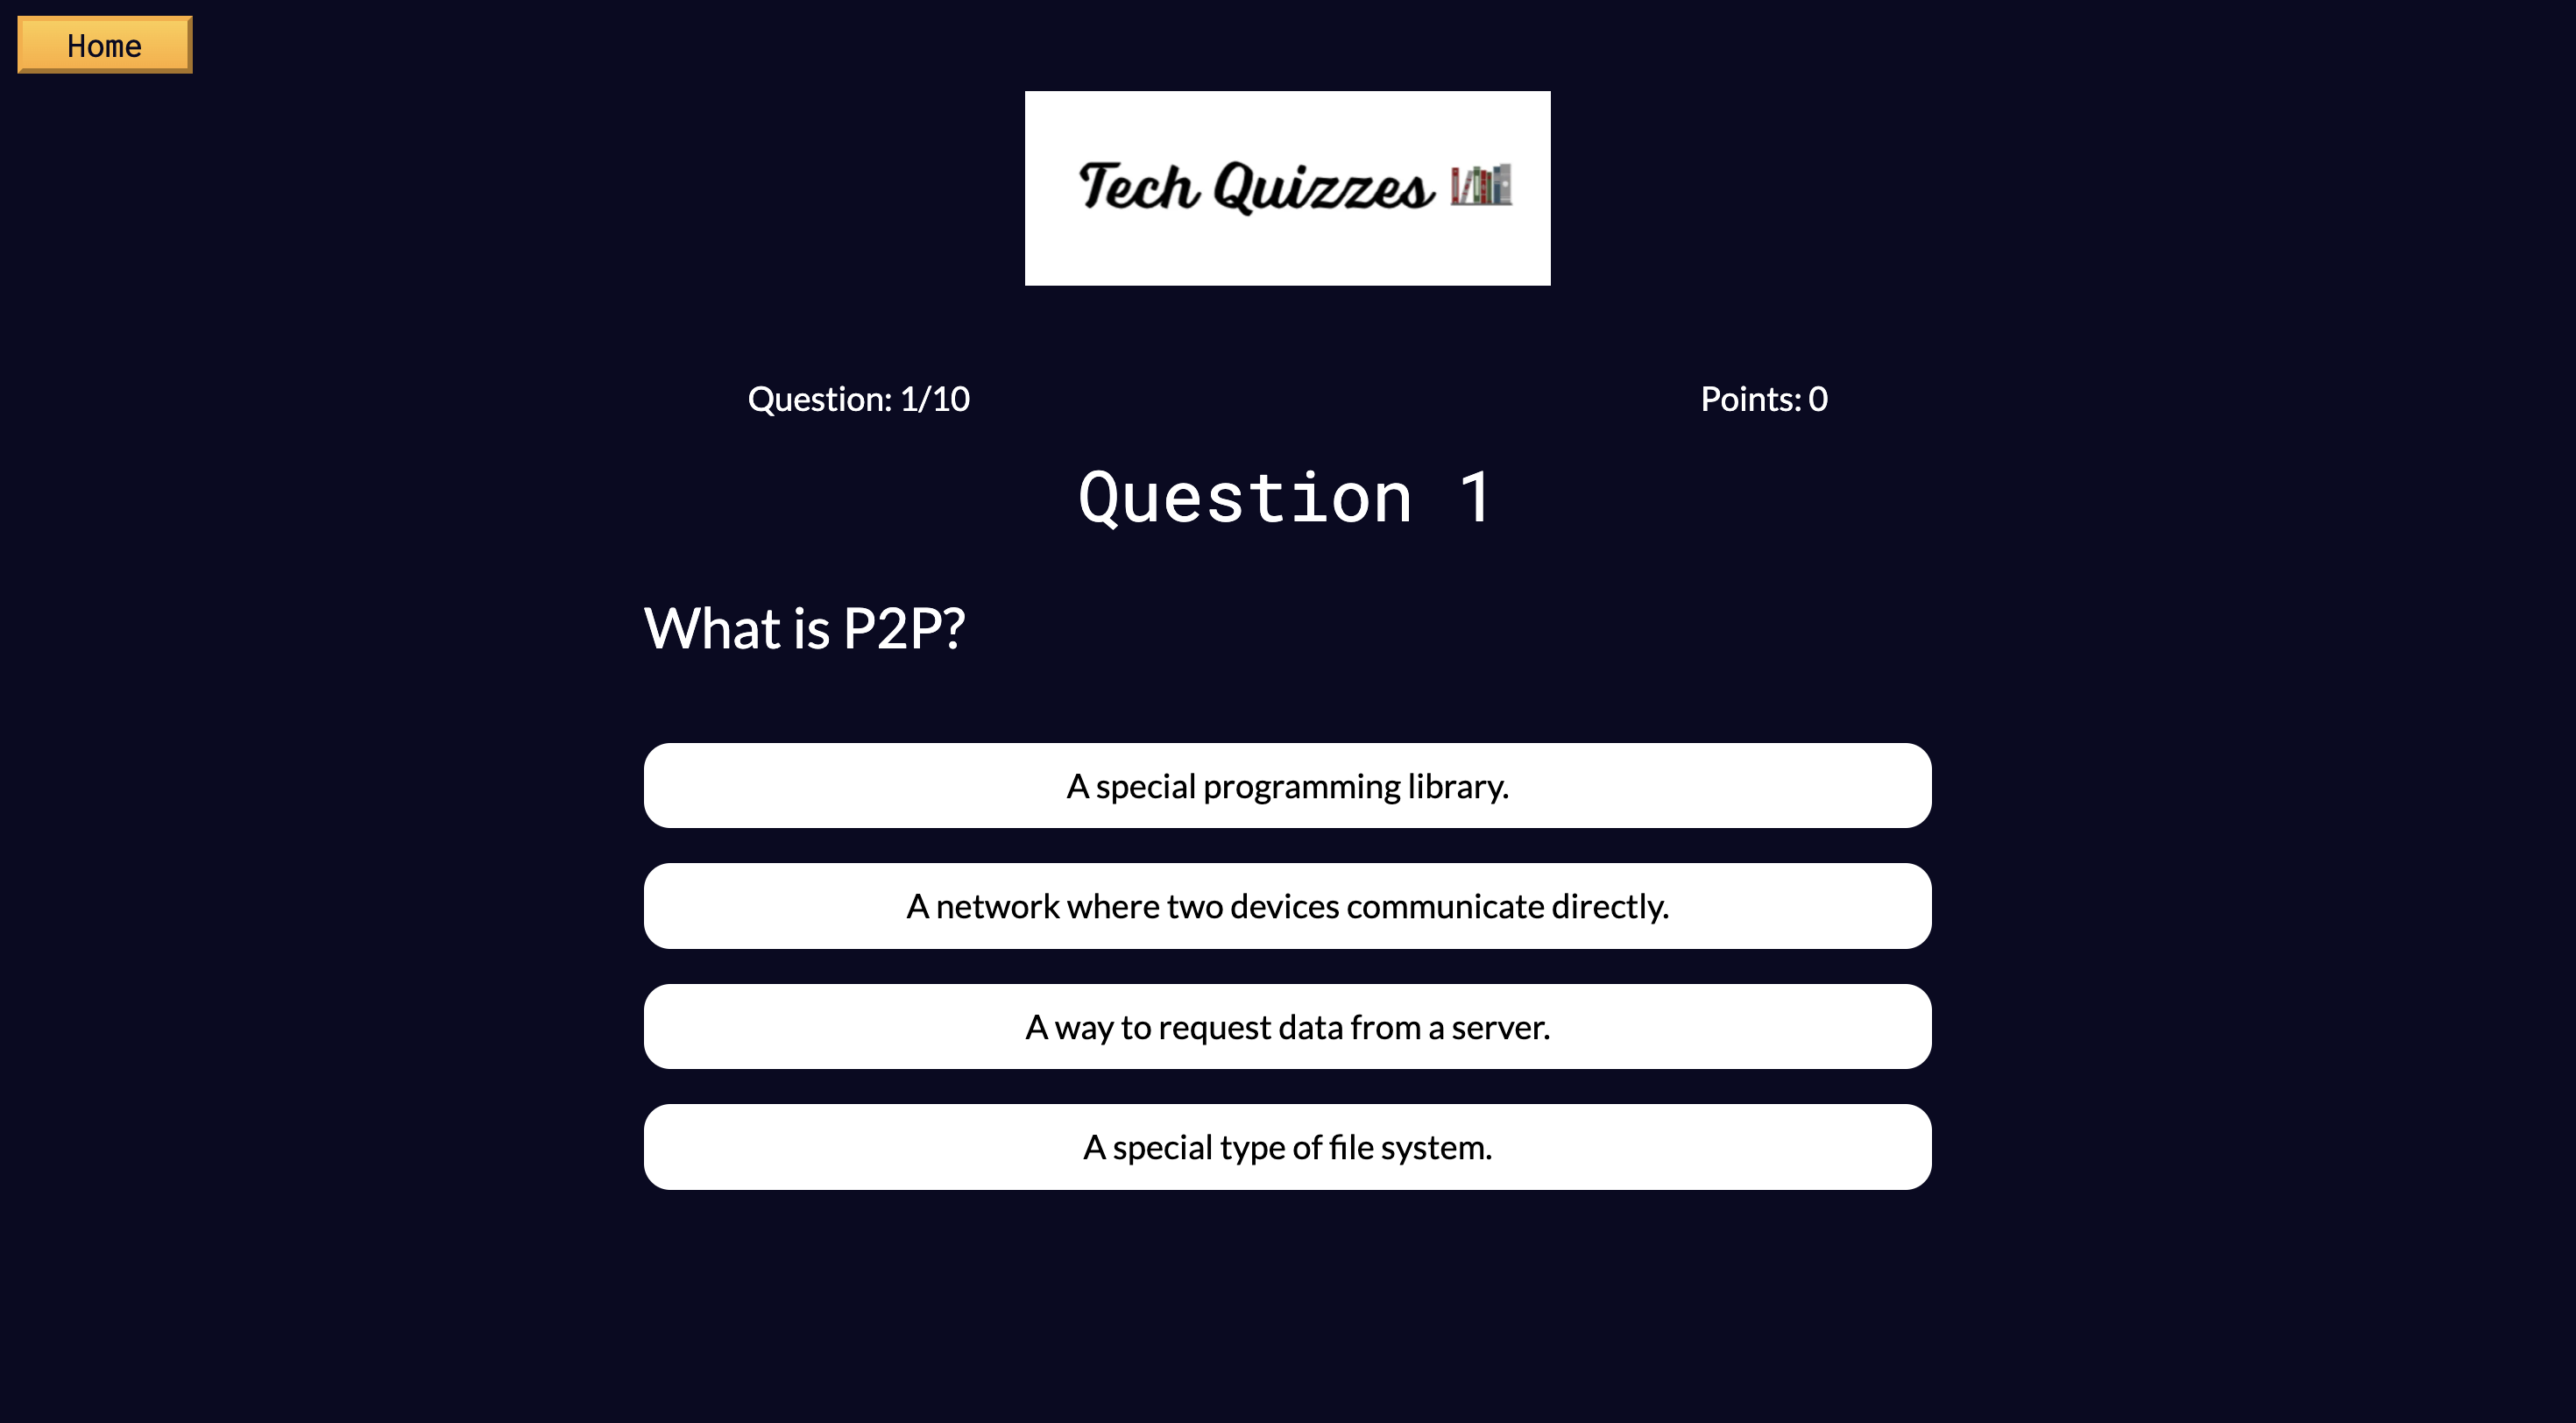 Home
Tech Quizzes
Question: 1/10
Points: 0
Question 1
What is P2P?
A special programming library.
A network where two devices communicate directly.
A way to request data from a server.
A special type of file system.